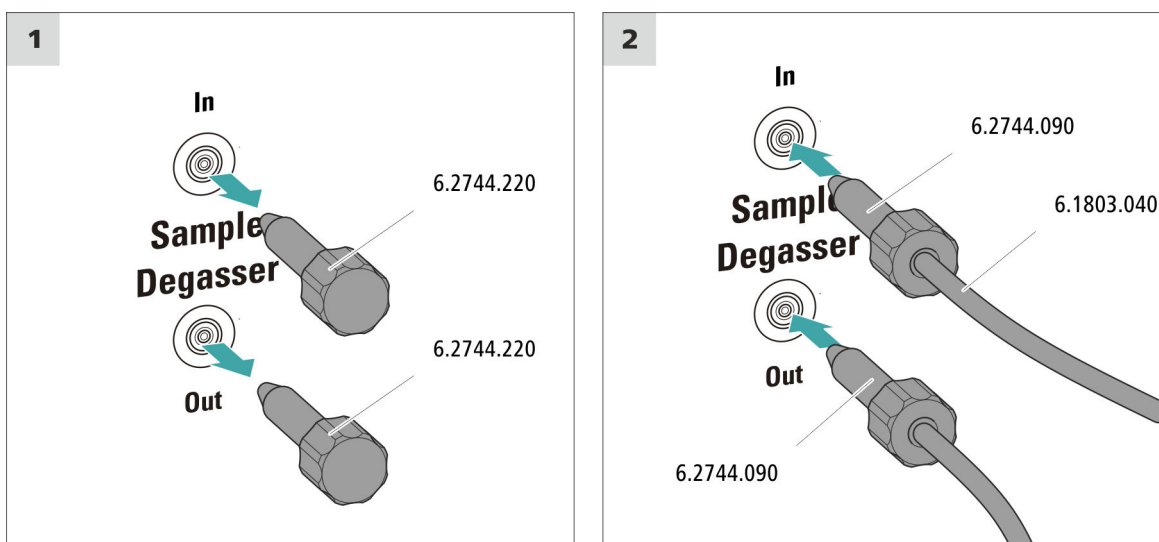 1
In
6.2744.220
Sample
Degasser
6.2744.220
Out
2
In
6.2744.090
6.1803.040
Sample
Degasser
Out
6.2744.090